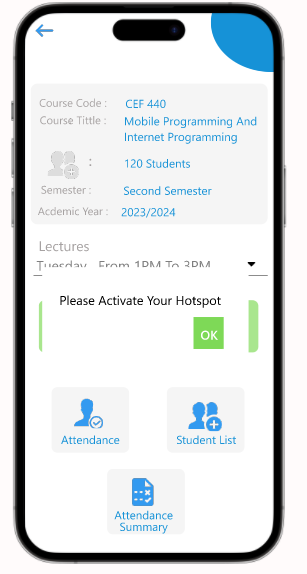 Course Code : CEF 440
Course Tittle : Mobile Programming And
Internet Programming
: 120 Students
Semester : Second Semester
Acdemic Year : 2023/2024
Lectures
Tuesday From 1PM To 3PM
Please Activate Your Hotspot
OK
Attendance
Student List
Attendance
Summary